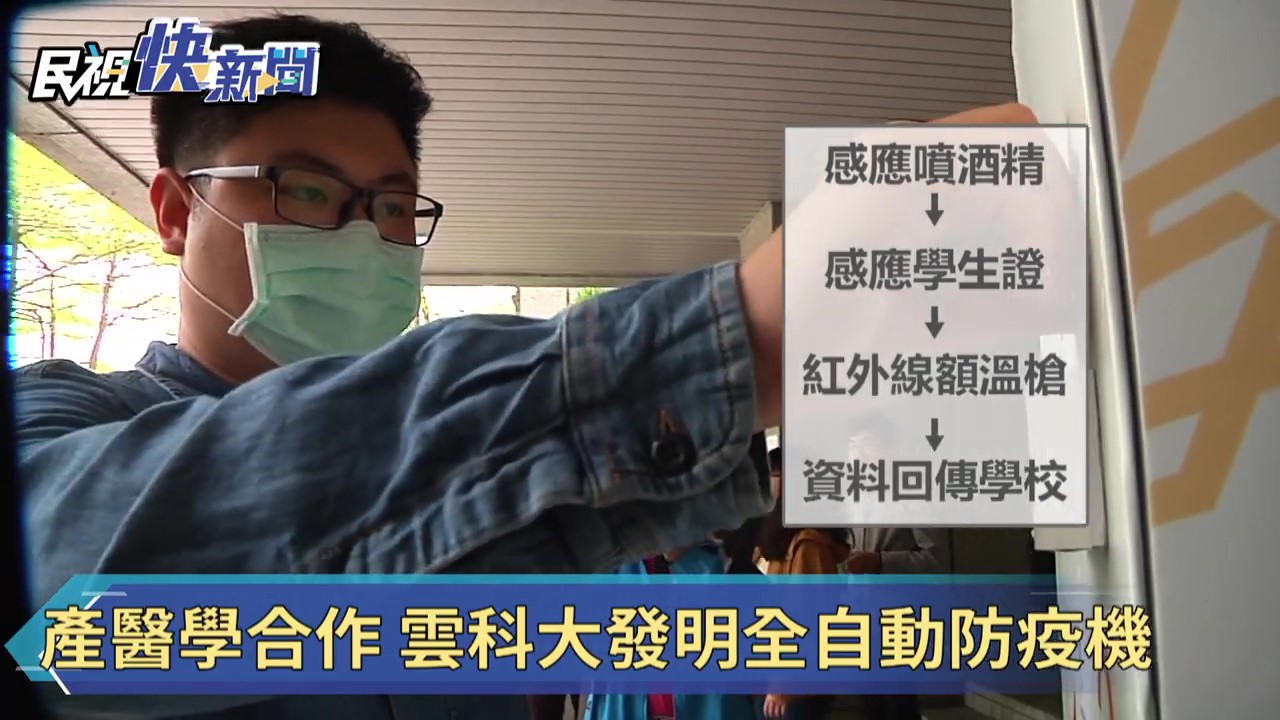 民視快新聞
感應噴酒精
↓
感應學生證
↓
紅外線額溫槍
↓
資料回傳學校
產醫學合作 雲科大發明全自動防疫機